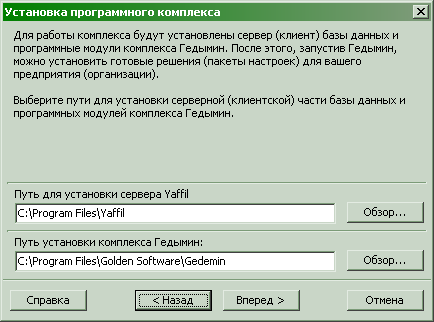 Установка программного комплекса
Для работы комплекса будут установлены сервер (клиент) базы данных и
программные модули комплекса Гедымин. После этого, запустив Гедымин,
можно установить готовые решения (пакеты настроек) для вашего
предприятия (организации).
Выберите пути для установки серверной (клиентской) части базы данных и
программных модулей комплекса Гедымин.
Путь для установки сервера Yaffil
C:\Program Files\Yaffil Обзор...
Путь установки комплекса Гедымин:
C:\Program Files\Golden Software\Gedemin Обзор...
Справка < Назад Вперед > Отмена